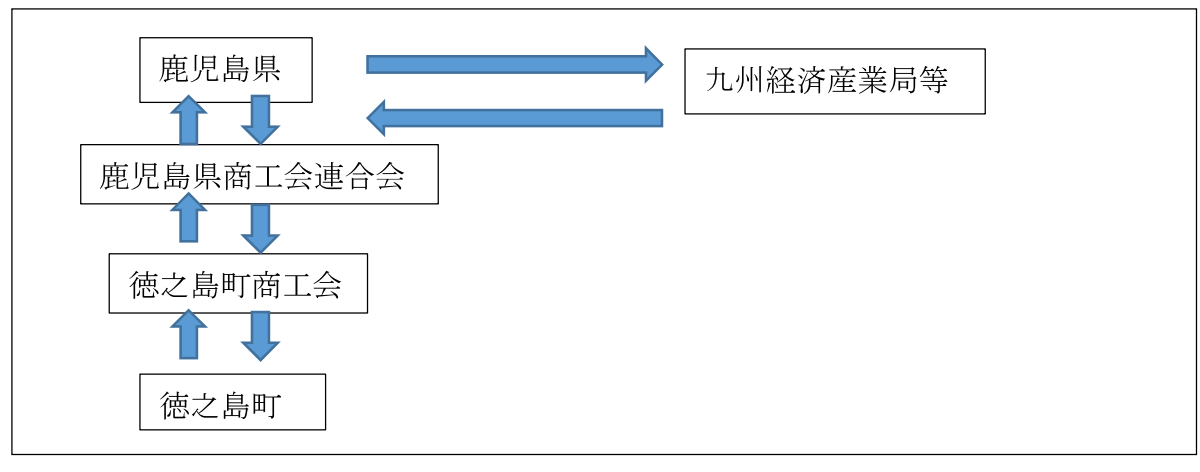 鹿児島県
九州経済産業局等
鹿児島県商工会連合会
徳之島町商工会
徳之島町